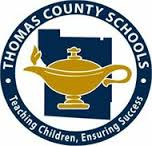 THOMAS COUNTY SCHOOLS
Teaching Children, Ensuring Success